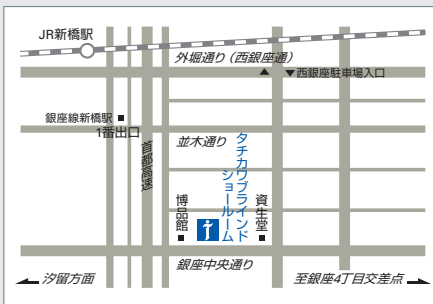 JR新橋駅
外堀通り(西銀座通)
▲ ▼西銀座駐車場入口
銀座線新橋駅
1番出口
首都高速
並木通り
タチカワブラインド
ショールーム
博品館
資生堂
銀座中央通り
汐留方面
至銀座4丁目交差点